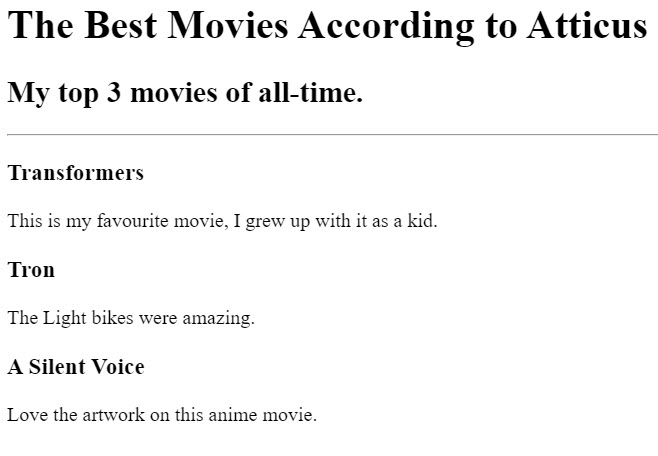 The Best Movies According to Atticus
My top 3 movies of all-time.
Transformers
This is my favourite movie, I grew up with it as a kid.
Tron
The Light bikes were amazing.
A Silent Voice
Love the artwork on this anime movie.